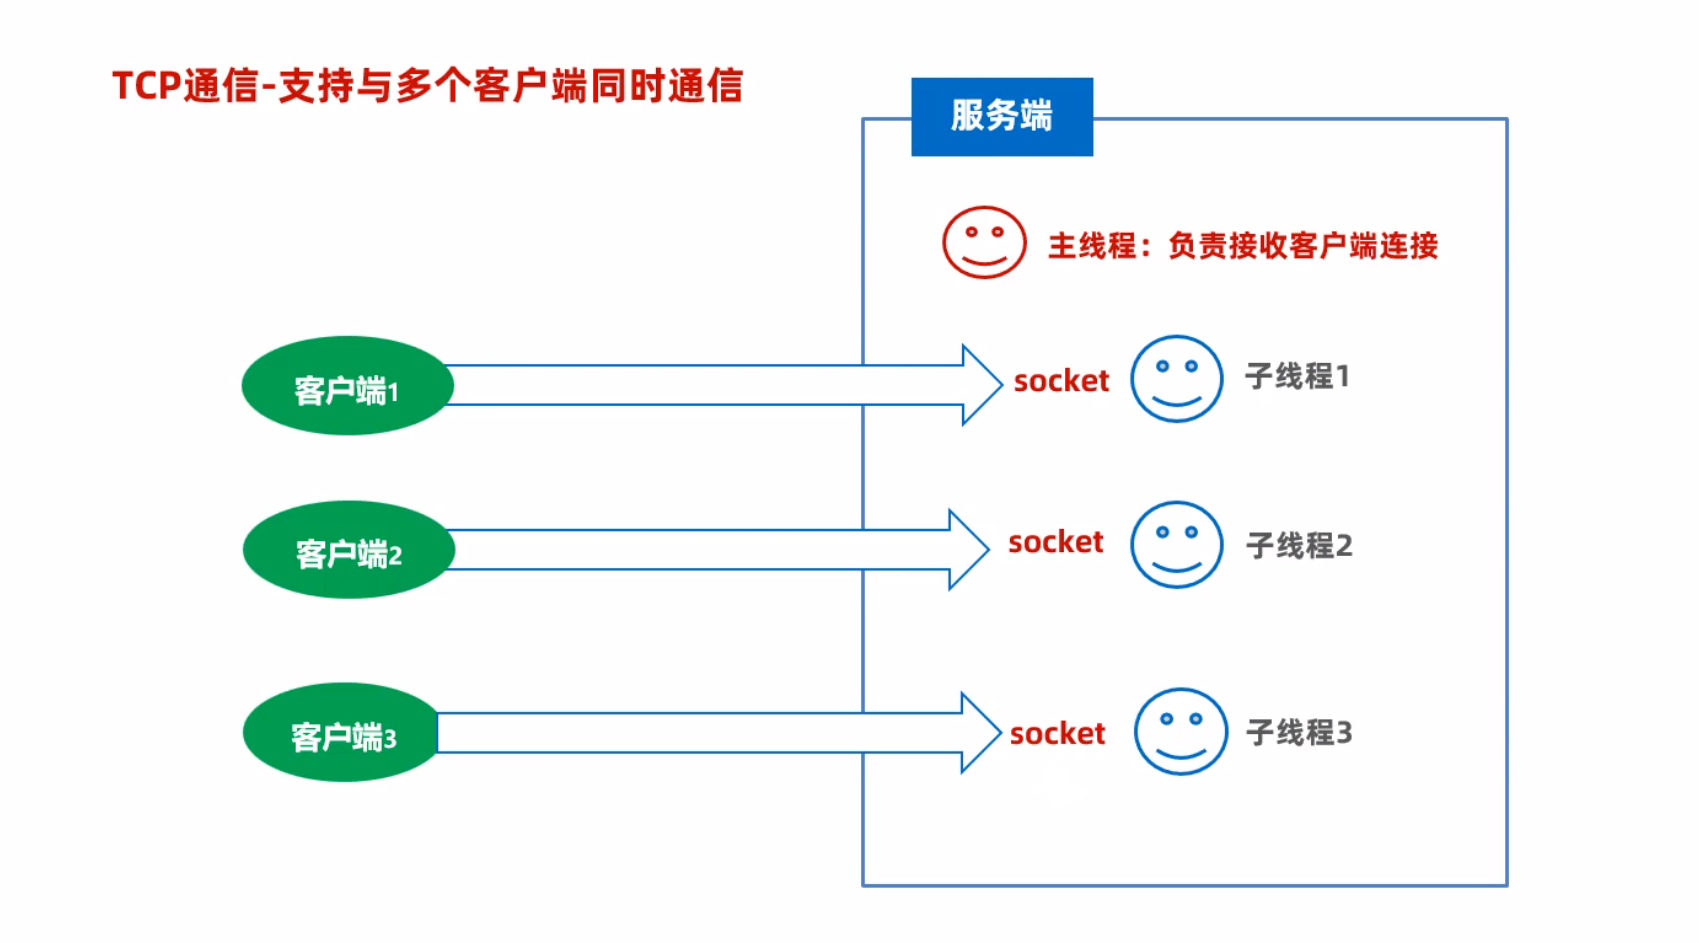 TCP通信-支持与多个客户端同时通信
服务端
主线程：负责接收客户端连接
客户端1
socket
子线程1
客户端2
socket
子线程2
客户端3
socket
子线程3